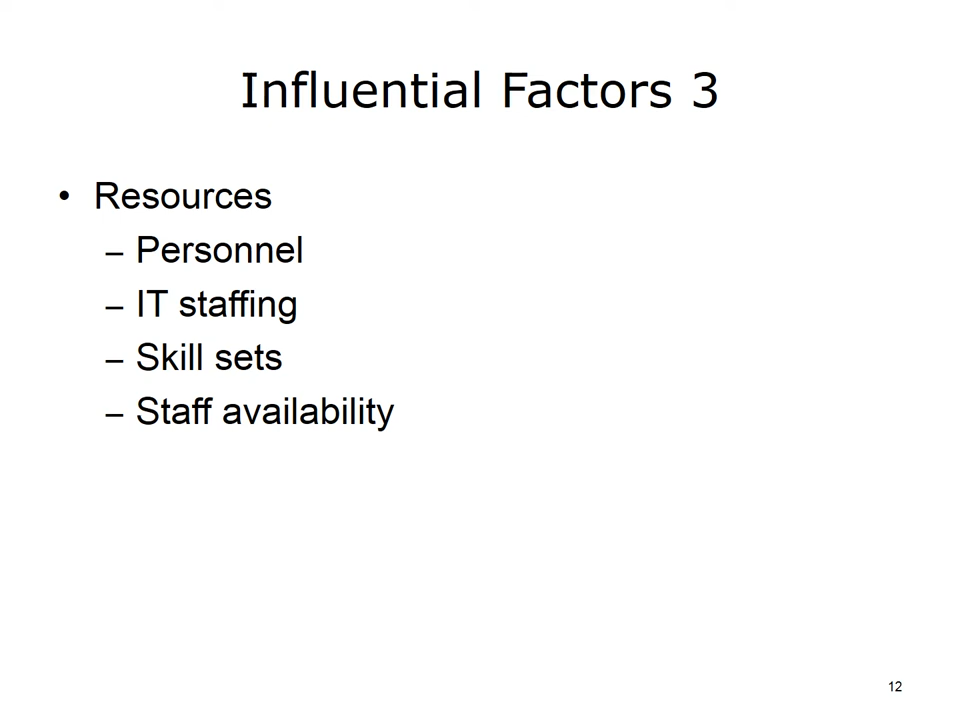 Influential Factors 3
• Resources
– Personnel
– IT staffing
– Skill sets
– Staff availability
12